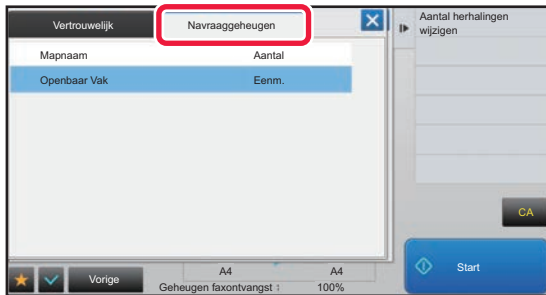 Vertrouwelijk
Navraaggeheugen
Mapnaam
Aantal
Openbaar Vak
Eenm.
Aantal herhalingen
wijzigen
CA
Start
Vorige
A4
A4
Geheugen faxontvangst :
100%